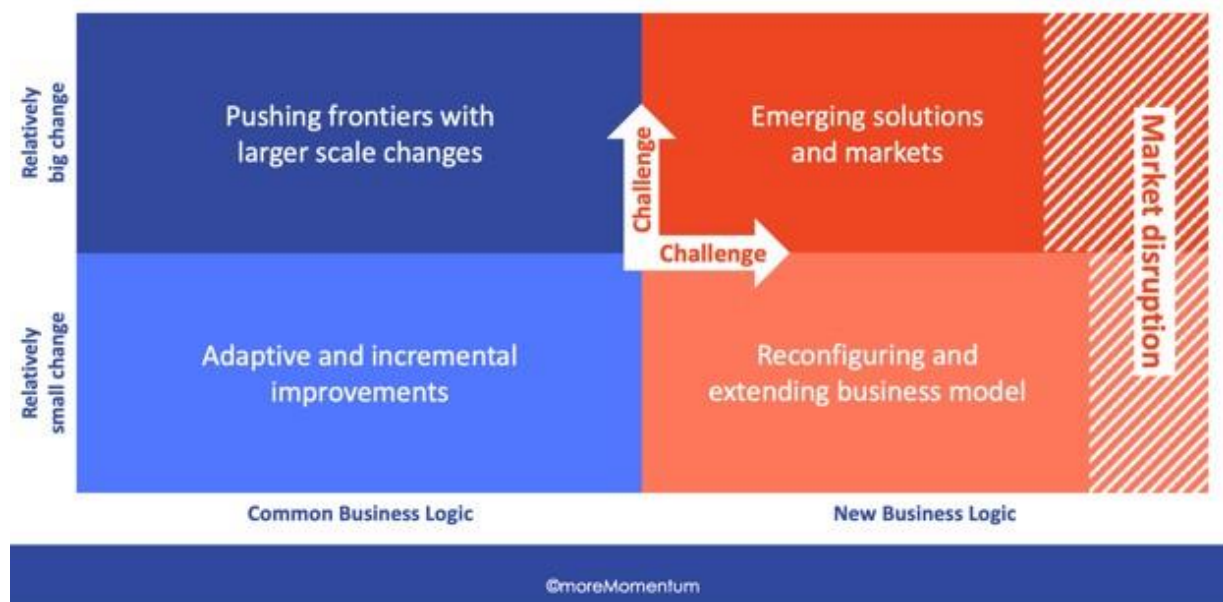 Relatively
big change
Pushing frontiers with
larger scale changes
Challenge
Challenge
Emerging solutions
and markets
Market disruption
Relatively
small change
Adaptive and incremental
improvements
Reconfiguring and
extending business model
Common Business Logic
New Business Logic
©moreMomentum